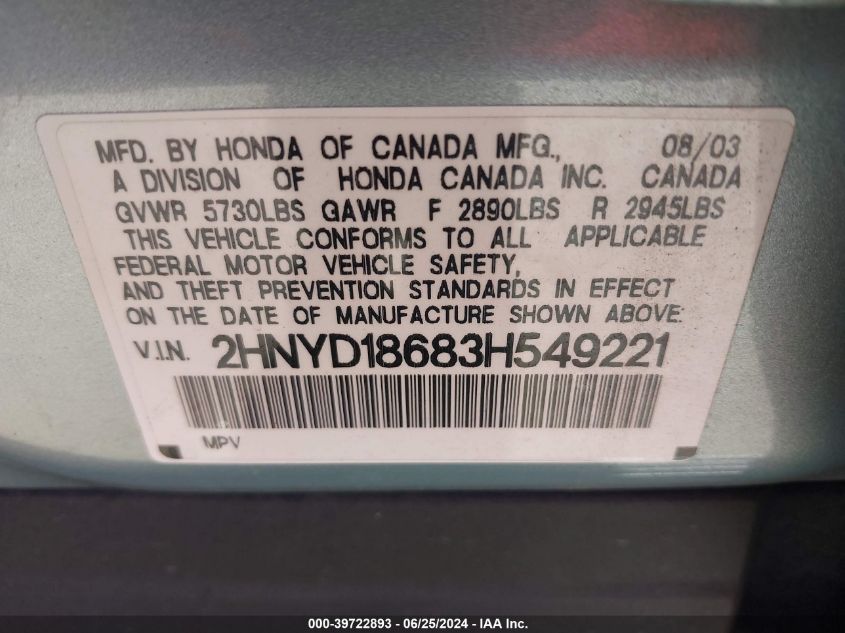 MFD. BY HONDA OF CANADA MFG., 08/03
A DIVISION OF HONDA CANADA INC. CANADA
GVWR 5730LBS GAWR F 2890LBS R 2945LBS
THIS VEHICLE CONFORMS TO ALL APPLICABLE
FEDERAL MOTOR VEHICLE SAFETY,
AND THEFT PREVENTION STANDARDS IN EFFECT
ON THE DATE OF MANUFACTURE SHOWN ABOVE:
V.I.N. 2HNYD18683H549221
MPV
000-39722893 - 06/25/2024 - IAA Inc.